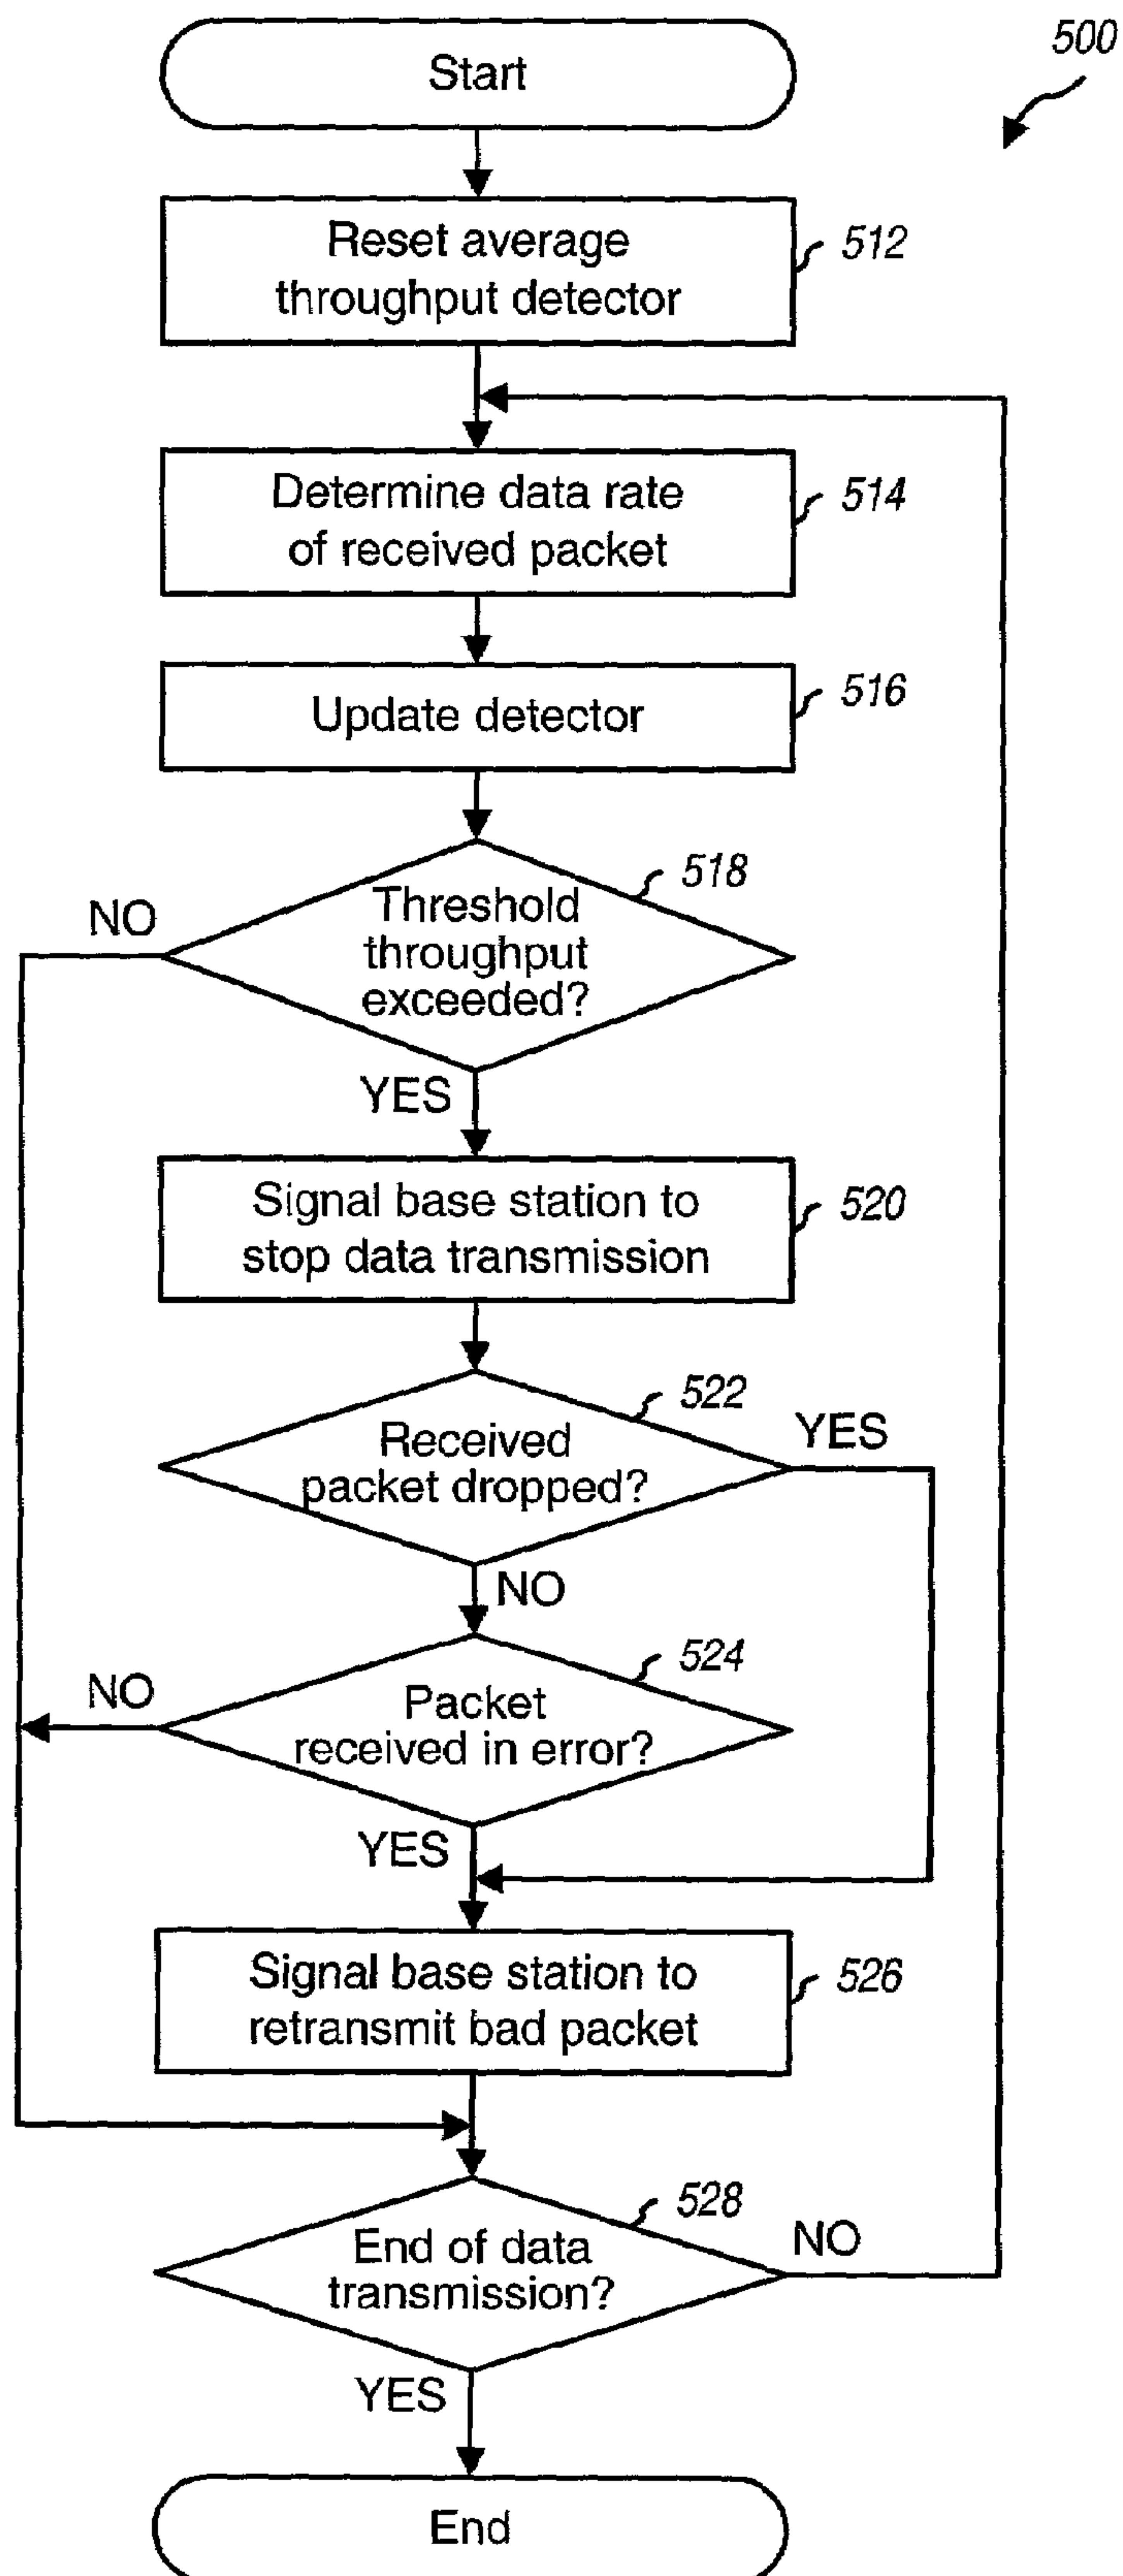 Start
500
Reset average
throughput detector
512
Determine data rate
of received packet
514
Update detector
516
Threshold
throughput
exceeded?
518
NO
YES
Signal base station to
stop data transmission
520
Received
packet dropped?
522
YES
NO
Packet
received in error?
524
NO
YES
Signal base station to
retransmit bad packet
526
End of data
transmission?
528
NO
YES
End